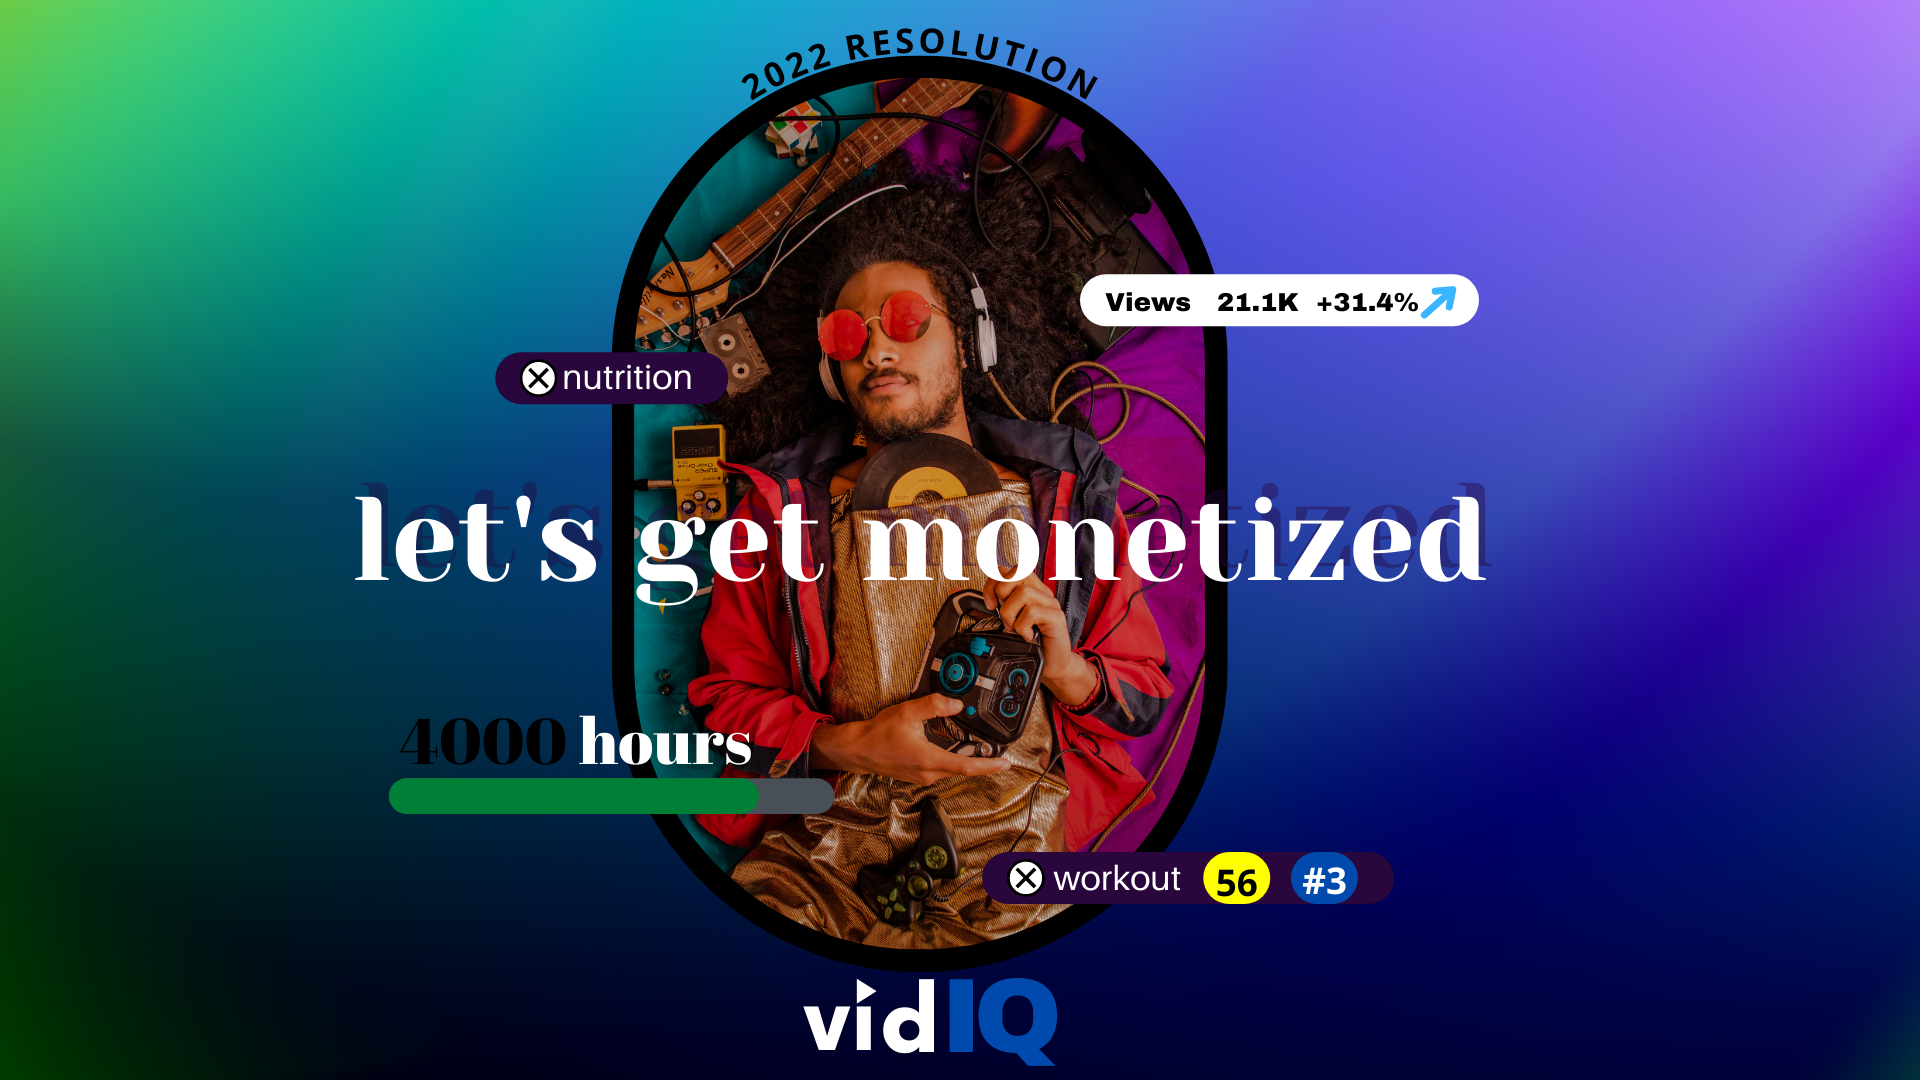 2022 RESOLUTION
Views 21.1K +31.4%
nutrition
let's get monetized
4000 hours
workout 56 #3
vidIQ